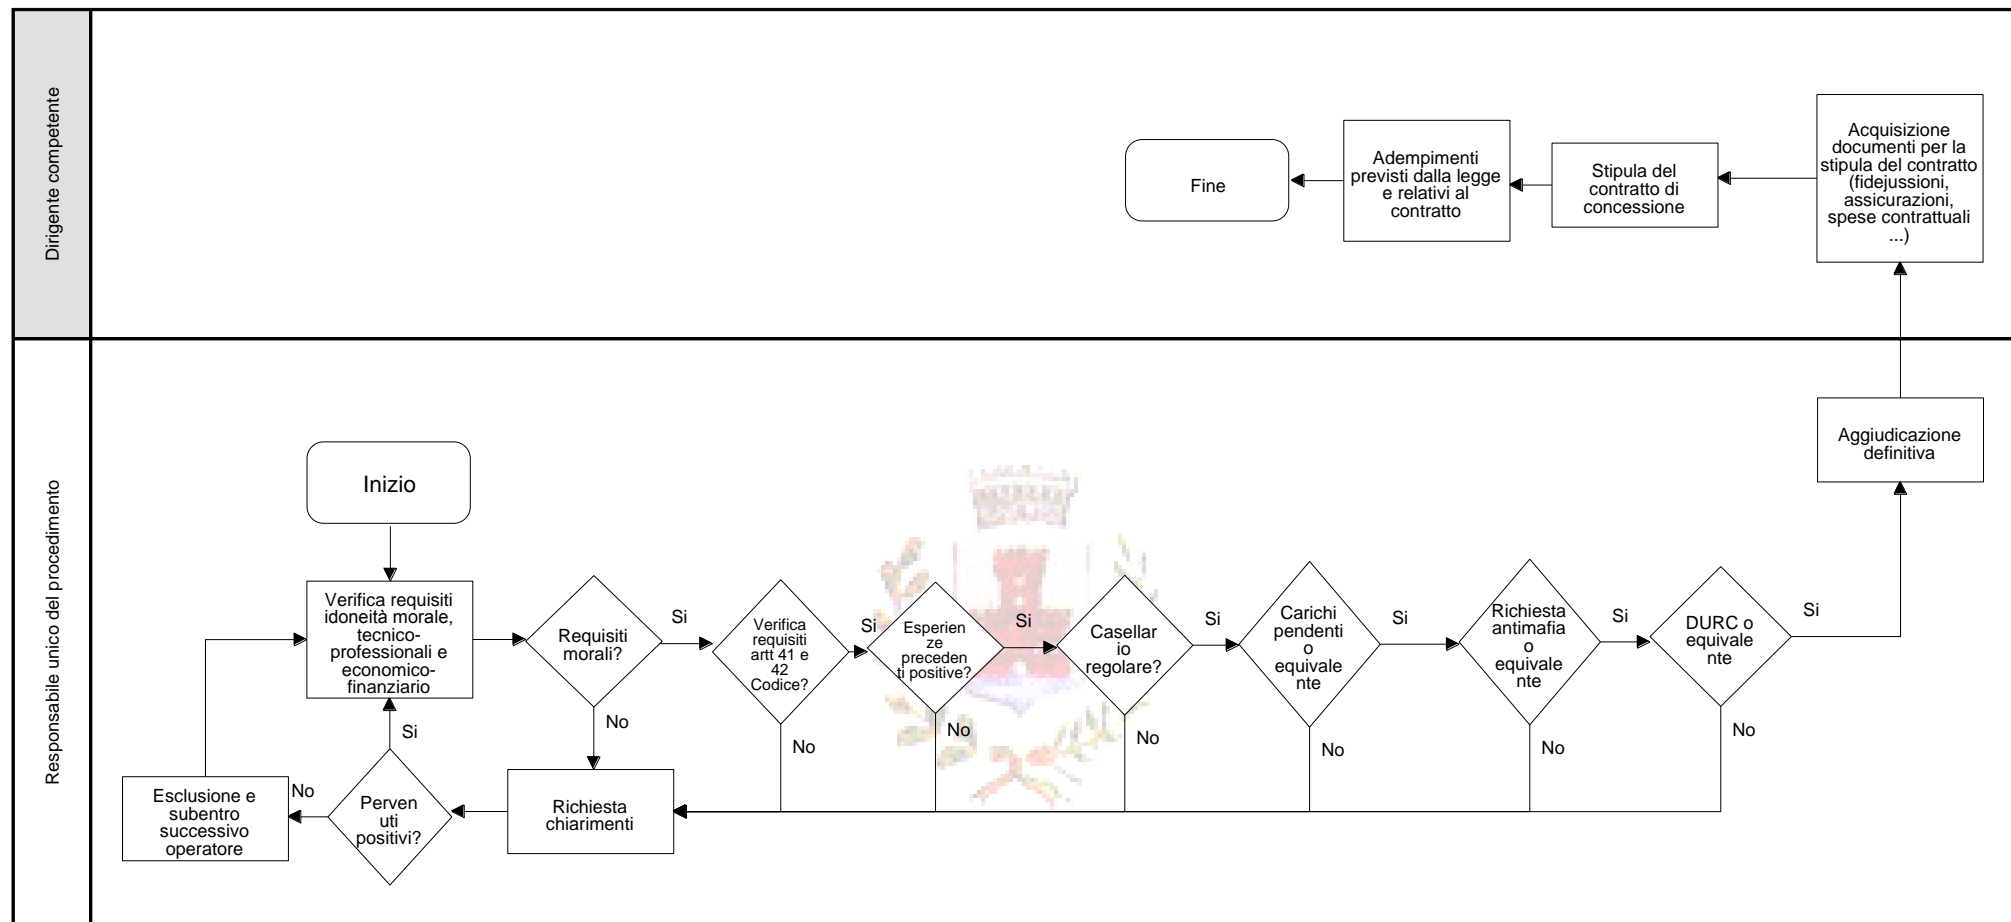 Dirigente competente
Fine
Adempimenti
previsti dalla legge
e relativi al
contratto
Stipula del
contratto di
concessione
Acquisizione
documenti per la
stipula del contratto
(fidejussioni,
assicurazioni,
spese contrattuali
...)
Responsabile unico del procedimento
Inizio
Verifica requisiti
idoneità morale,
tecnico-
professionali e
economico-
finanziario
Requisiti
morali?
Si
No
Verifica
requisiti
artt 41 e
42
Codice?
Si
No
Esperien
ze
preceden
ti positive?
Si
No
Casellar
io
regolare?
Si
No
Carichi
pendenti
o
equivale
nte
Si
No
Richiesta
antimafia
o
equivale
nte
Si
No
DURC o
equivale
nte
Si
No
Aggiudicazione
definitiva
Richiesta
chiarimenti
Perven
uti
positivi?
Si
No
Esclusione e
subentro
successivo
operatore